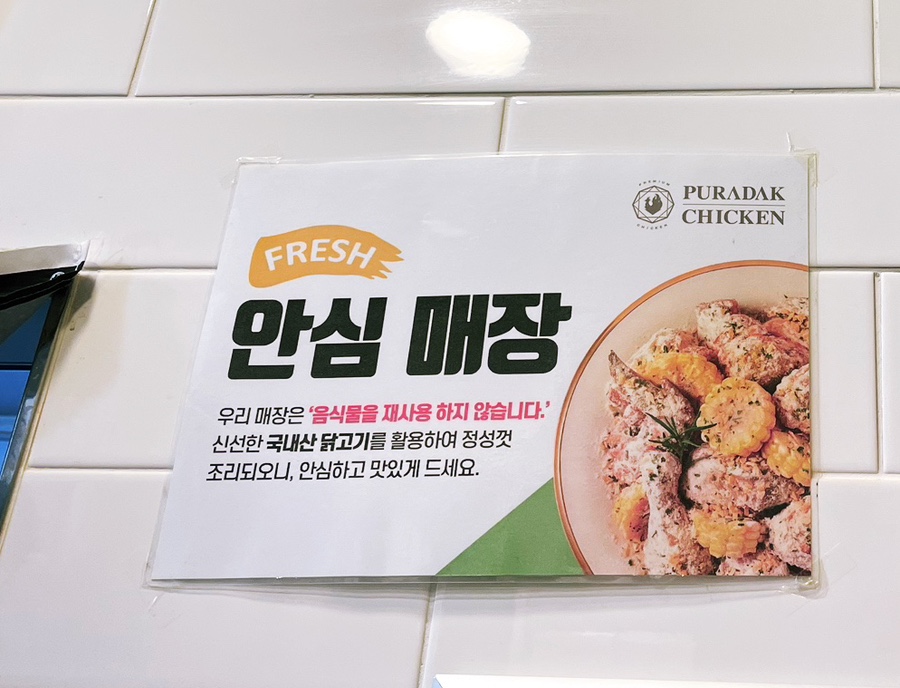 PREMIUM
PURADAK
CHICKEN
CHICKEN
FRESH
안심 매장
우리 매장은 ‘음식물을 재사용 하지 않습니다.’
신선한 국내산 닭고기를 활용하여 정성껏
조리되오니, 안심하고 맛있게 드세요.